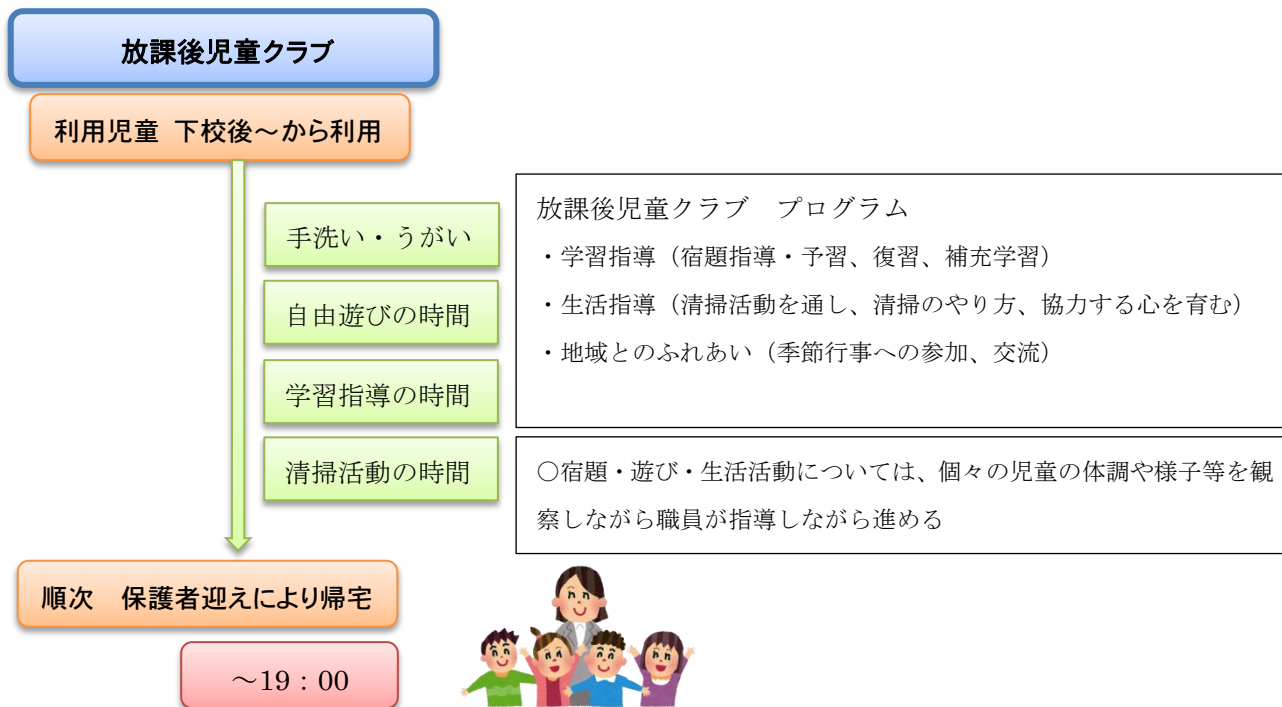 放課後児童クラブ
利用児童 下校後～から利用
手洗い・うがい
自由遊びの時間
学習指導の時間
清掃活動の時間
放課後児童クラブ　プログラム
・学習指導（宿題指導・予習、復習、補充学習）
・生活指導（清掃活動を通し、清掃のやり方、協力する心を育む）
・地域とのふれあい（季節行事への参加、交流）
〇宿題・遊び・生活活動については、個々の児童の体調や様子等を観
察しながら職員が指導しながら進める
順次　保護者迎えにより帰宅
～19：00